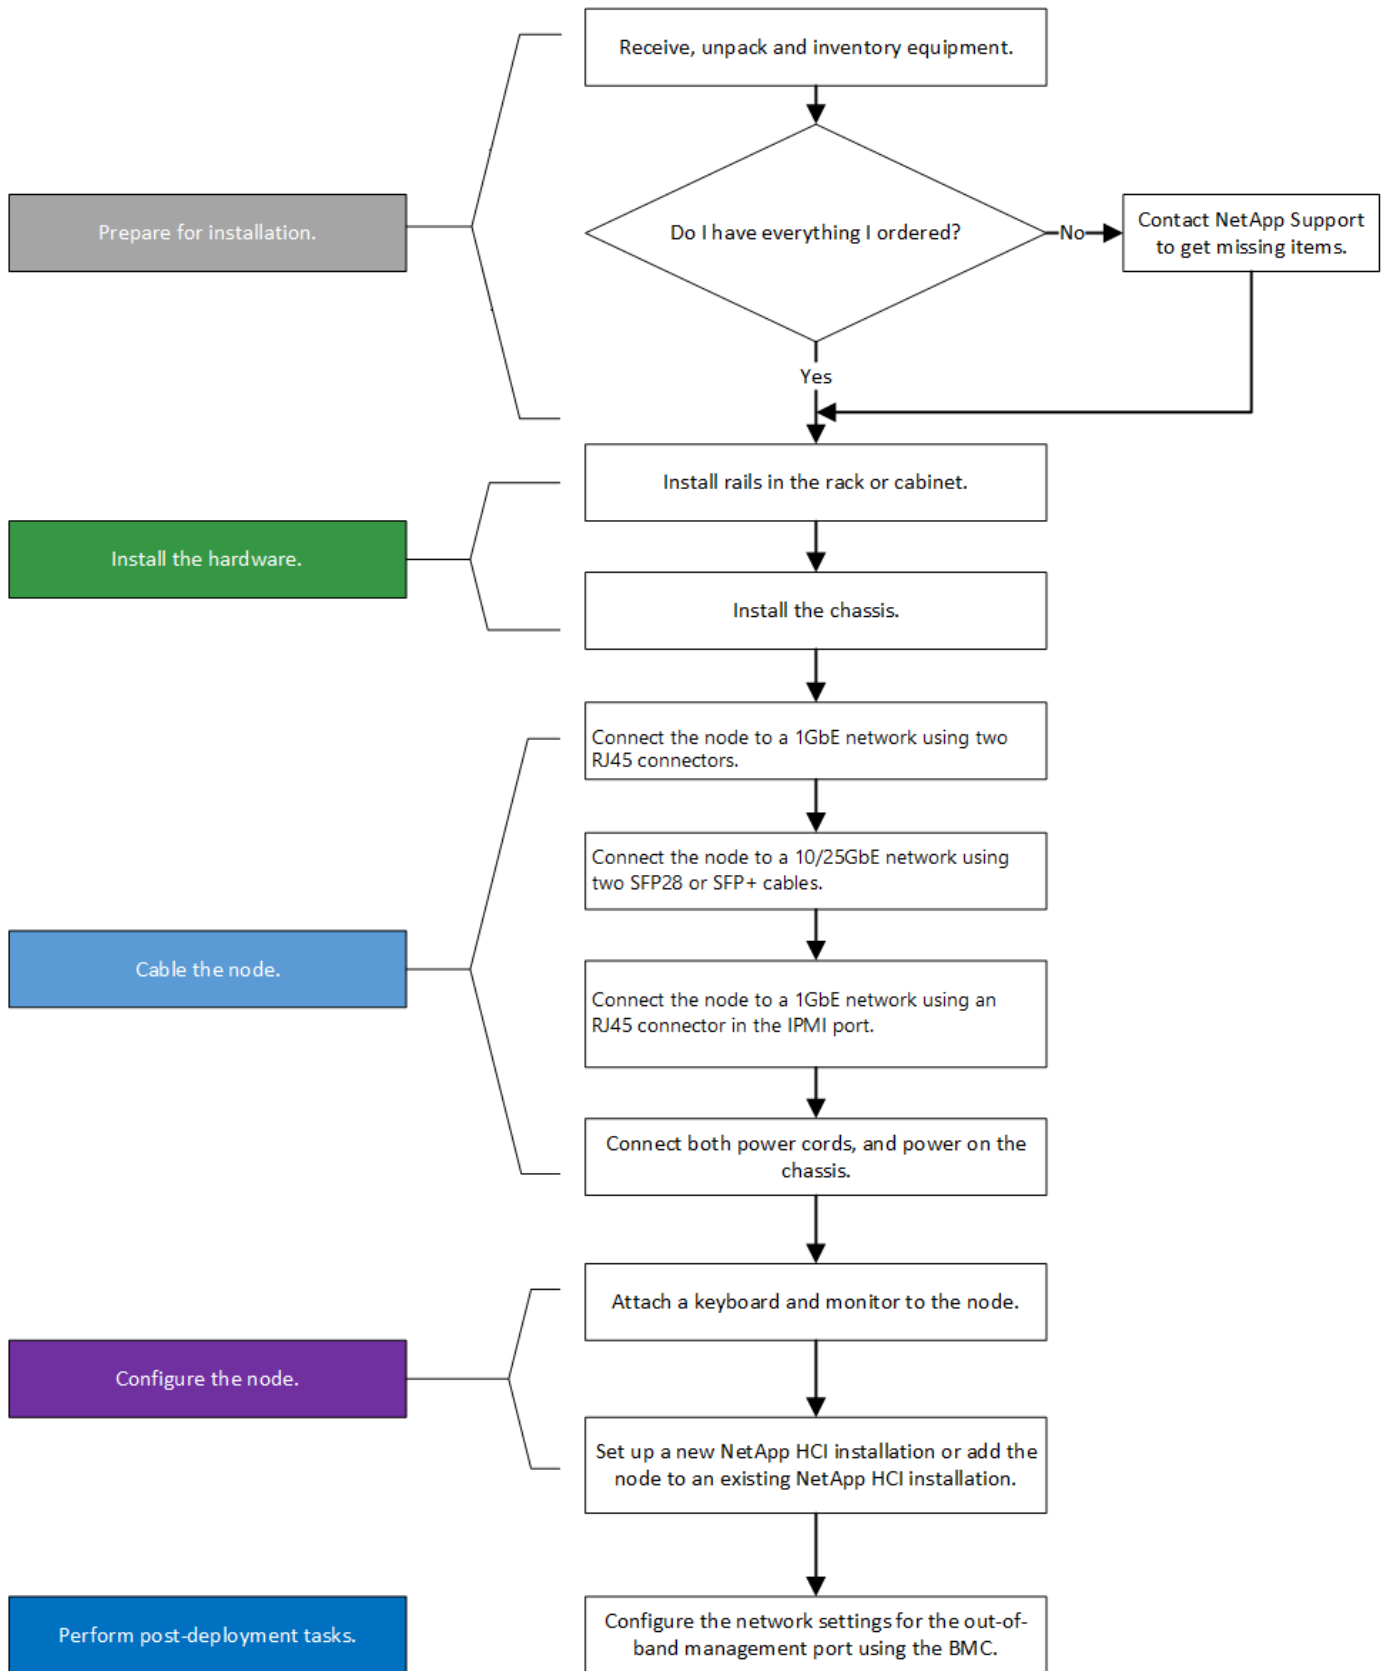 Receive, unpack and inventory equipment.
Prepare for installation.
Do I have everything I ordered?
No
Contact NetApp Support
to get missing items.
Yes
Install rails in the rack or cabinet.
Install the hardware.
Install the chassis.
Connect the node to a 1GbE network using two
RJ45 connectors.
Connect the node to a 10/25GbE network using
two SFP28 or SFP+ cables.
Cable the node.
Connect the node to a 1GbE network using an
RJ45 connector in the IPMI port.
Connect both power cords, and power on the
chassis.
Attach a keyboard and monitor to the node.
Configure the node.
Set up a new NetApp HCI installation or add the
node to an existing NetApp HCI installation.
Perform post-deployment tasks.
Configure the network settings for the out-of-
band management port using the BMC.